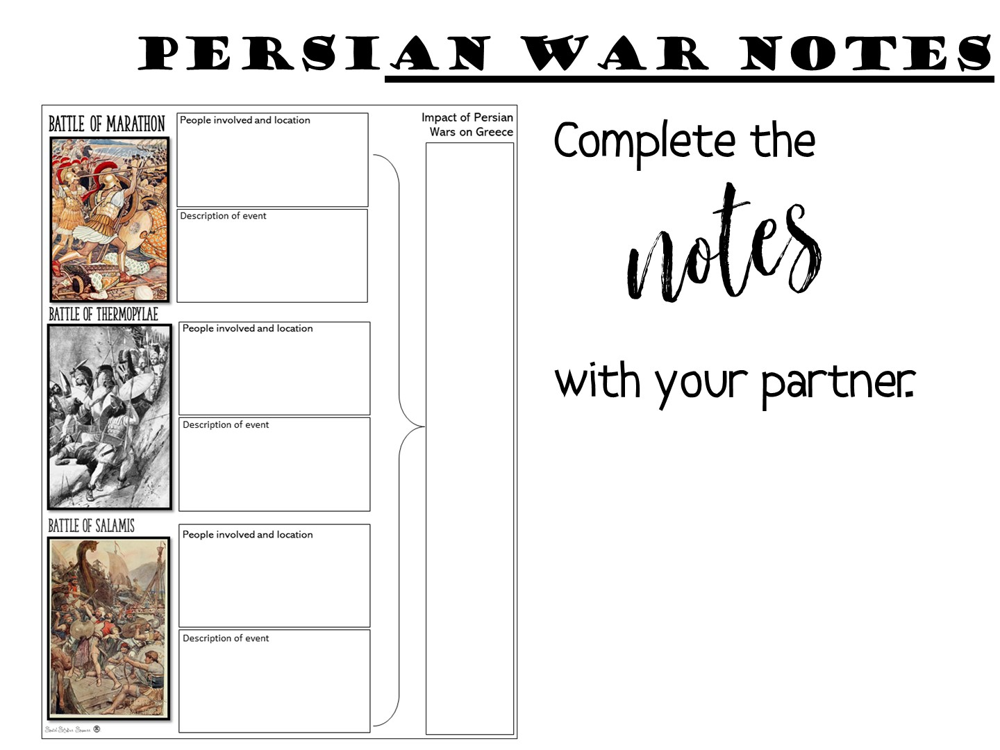 PERSIAN WAR NOTES
BATTLE OF MARATHON
People involved and location
Description of event
BATTLE OF THERMOPYLAE
People involved and location
Description of event
BATTLE OF SALAMIS
People involved and location
Description of event
Impact of Persian
Wars on Greece
®
Complete the
notes
with your partner.